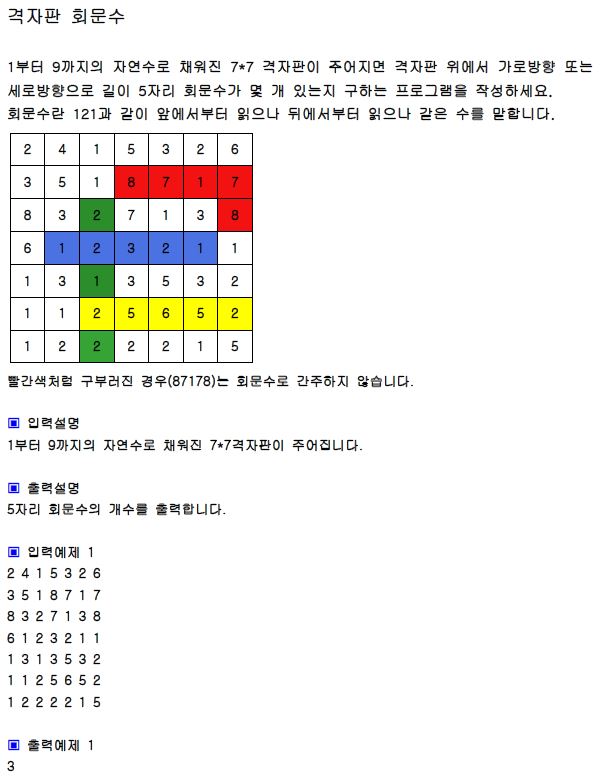 격자판 회문수
1부터 9까지의 자연수로 채워진 7*7 격자판이 주어지면 격자판 위에서 가로방향 또는
세로방향으로 길이 5자리 회문수가 몇 개 있는지 구하는 프로그램을 작성하세요.
회문수란 121과 같이 앞에서부터 읽으나 뒤에서부터 읽으나 같은 수를 말합니다.
2 4 1 5 3 2 6
3 5 1 8 7 1 7
8 3 2 7 1 3 8
6 1 2 3 2 1 1
1 3 1 3 5 3 2
1 1 2 5 6 5 2
1 2 2 2 2 1 5
빨간색처럼 구부러진 경우(87178)는 회문수로 간주하지 않습니다.
▣ 입력설명
1부터 9까지의 자연수로 채워진 7*7격자판이 주어집니다.
▣ 출력설명
5자리 회문수의 개수를 출력합니다.
▣ 입력예제 1
2 4 1 5 3 2 6
3 5 1 8 7 1 7
8 3 2 7 1 3 8
6 1 2 3 2 1 1
1 3 1 3 5 3 2
1 1 2 5 6 5 2
1 2 2 2 2 1 5
▣ 출력예제 1
3